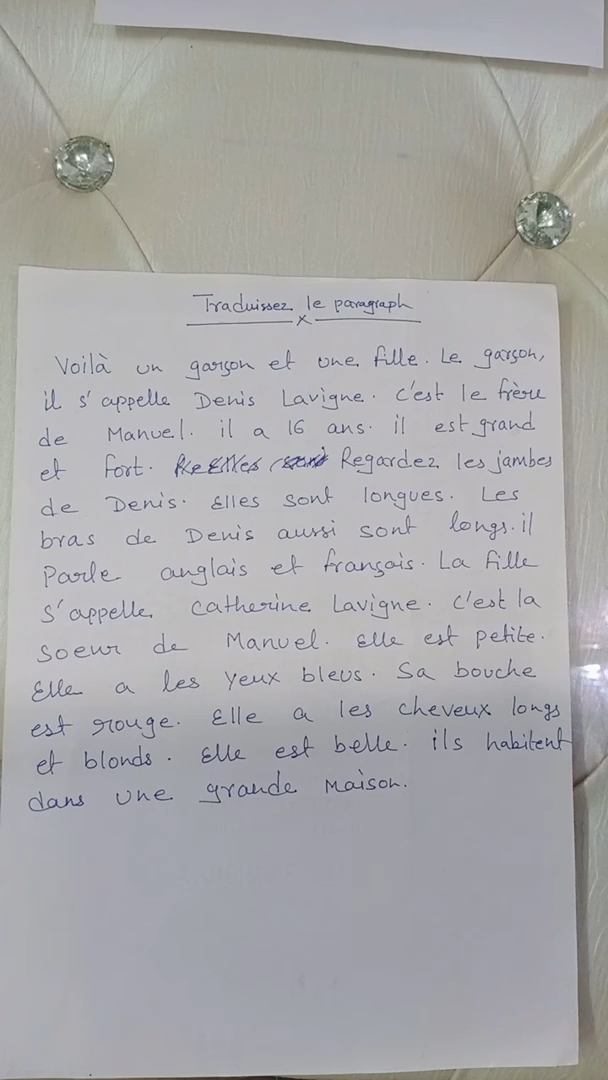 Traduissez le paragraph
x
Voilà un garçon et une fille. Le garçon,
il s'appelle Denis Lavigne. C'est le frère
de Manuel. il a 16 ans. il est grand
et fort. Regardez les jambes
de Denis. Elles sont longues. Les
bras de Denis aussi sont longs. il
Parle anglais et français. La fille
s'appelle Catherine Lavigne. C'est la
soeur de Manuel. Elle est petite.
Elle a les yeux bleus. Sa bouche
est rouge. Elle a les cheveux longs
et blonds. Elle est belle. ils habitent
dans une grande maison.